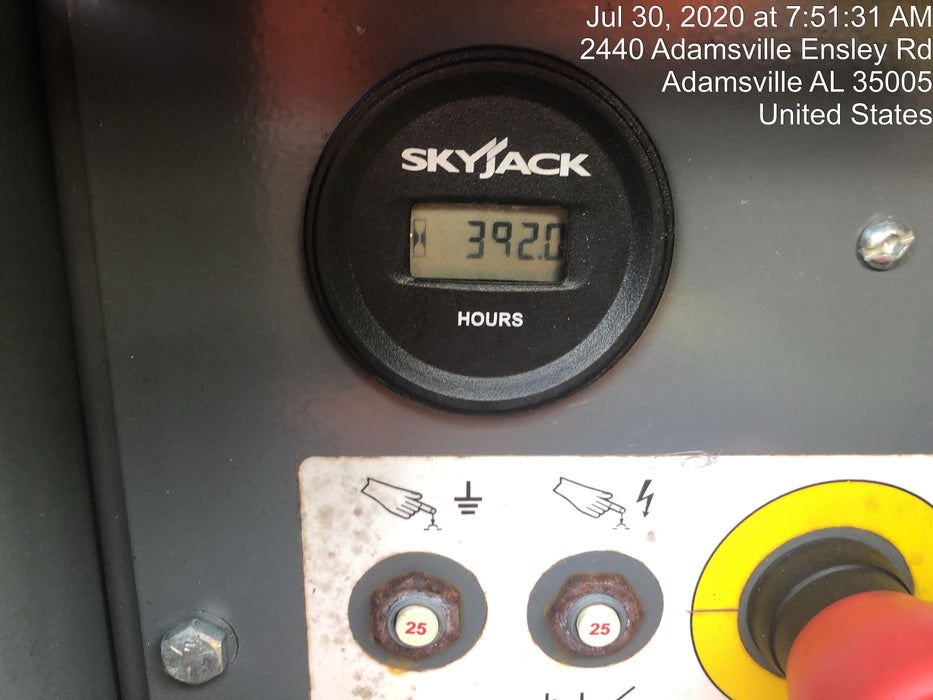 Jul 30, 2020 at 7:51:31 AM
2440 Adamsville Ensley Rd
Adamsville AL 35005
United States
SKYJACK
392.0
HOURS
25
25